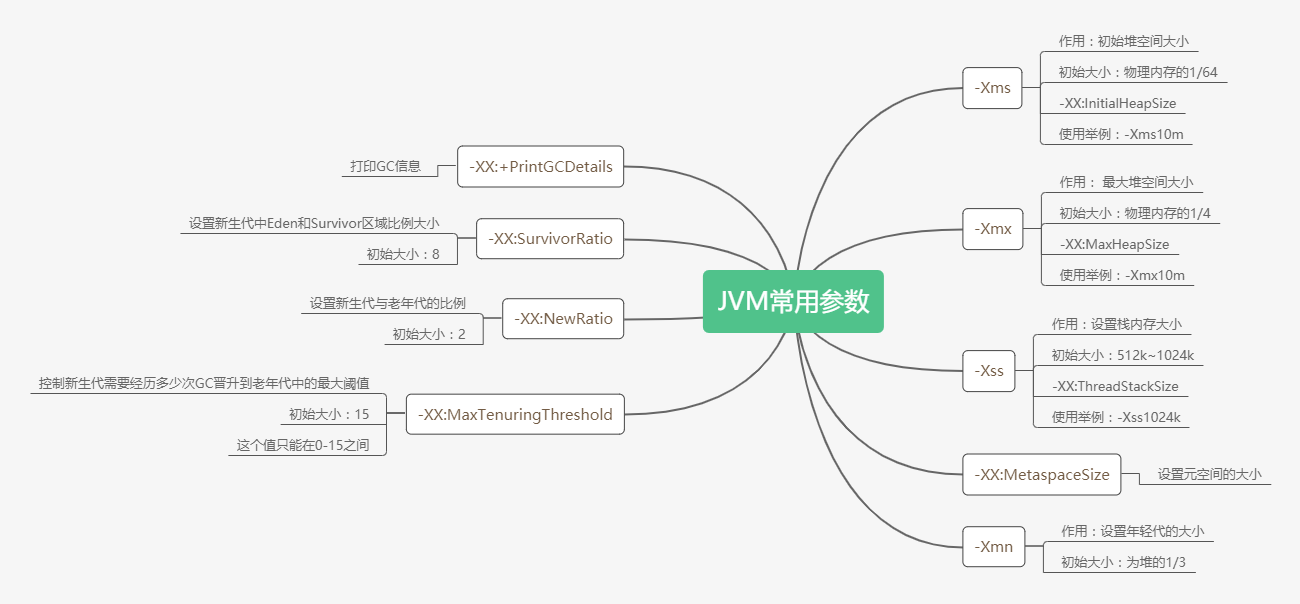 JVM常用参数
-Xms
作用：初始堆空间大小
初始大小：物理内存的1/64
-XX:InitialHeapSize
使用举例：-Xms10m
-Xmx
作用： 最大堆空间大小
初始大小：物理内存的1/4
-XX:MaxHeapSize
使用举例：-Xmx10m
-Xss
作用：设置栈内存大小
初始大小：512k~1024k
-XX:ThreadStackSize
使用举例：-Xss1024k
-XX:MetaspaceSize
设置元空间的大小
-Xmn
作用：设置年轻代的大小
初始大小：为堆的1/3
-XX:+PrintGCDetails
打印GC信息
-XX:SurvivorRatio
设置新生代中Eden和Survivor区域比例大小
初始大小：8
-XX:NewRatio
设置新生代与老年代的比例
初始大小：2
-XX:MaxTenuringThreshold
控制新生代需要经历多少次GC晋升到老年代中的最大阈值
初始大小：15
这个值只能在0-15之间